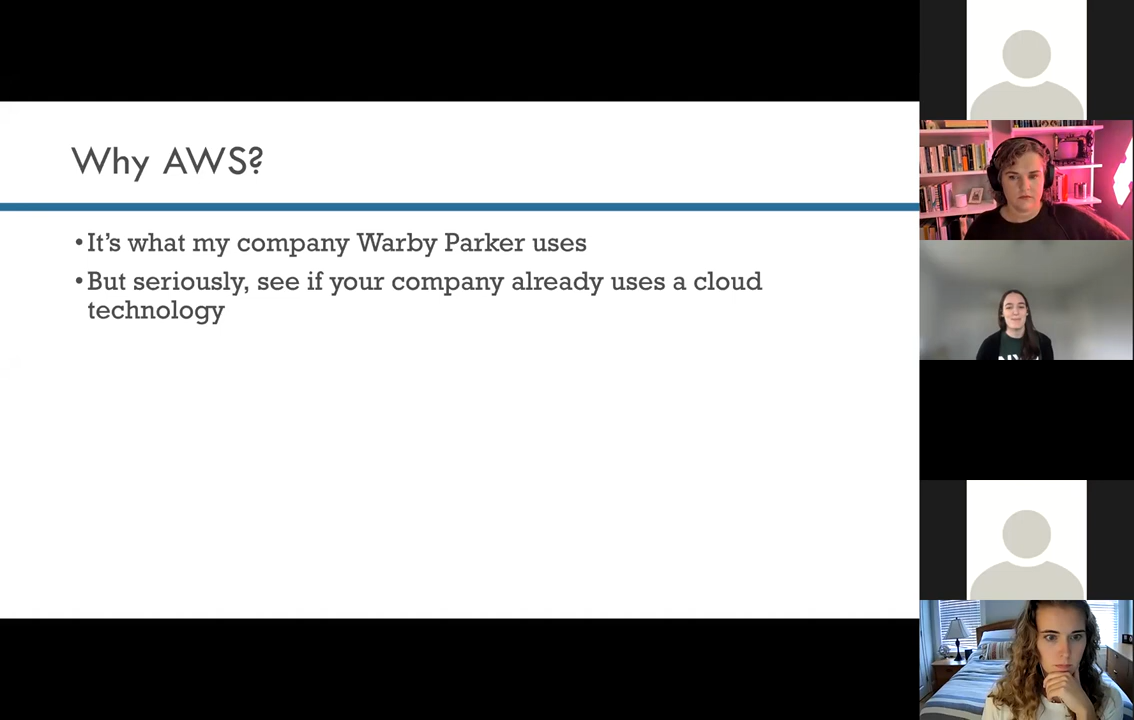 Why AWS?
•It's what my company Warby Parker uses
•But seriously, see if your company already uses a cloud
technology